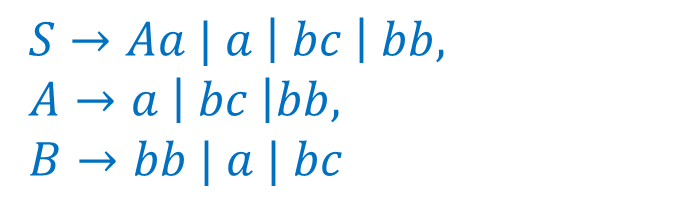 S → Aa | a | bc | bb,
A → a | bc |bb,
B → bb | a | bc